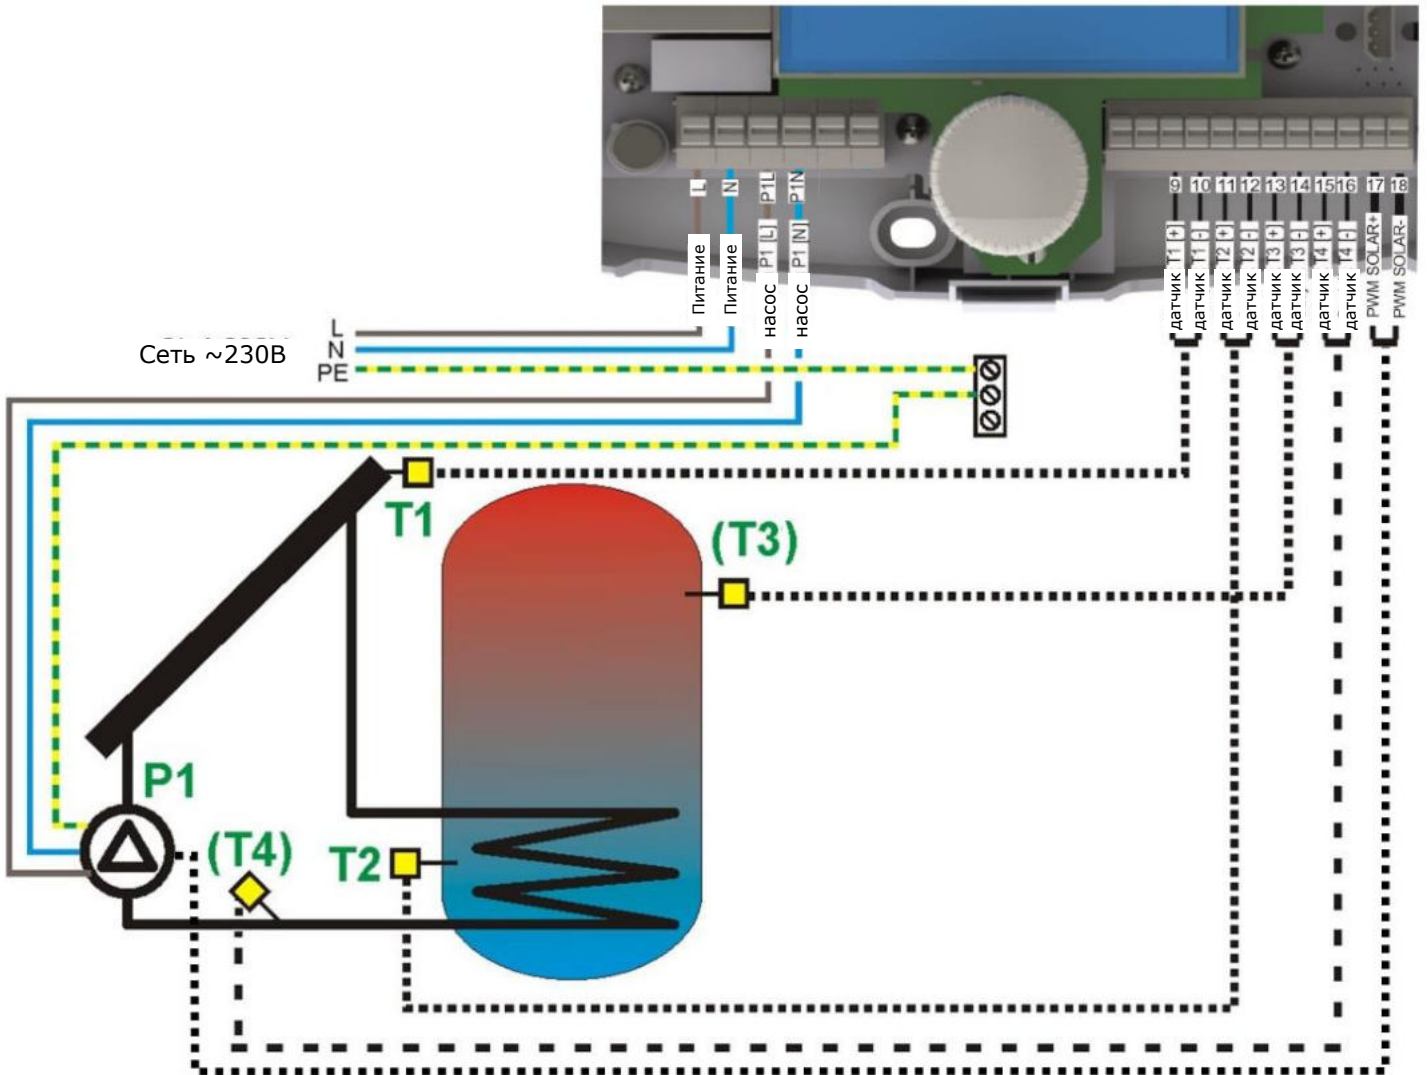 L
N
P1L
P1N
9
10
11
12
13
14
15
16
17
18
Питание
Питание
насос P1 [L]
насос P1 [N]
датчик T1 [+]
датчик T1 [-]
датчик T2 [+]
датчик T2 [-]
датчик T3 [+]
датчик T3 [-]
датчик T4 [+]
датчик T4 [-]
PWM SOLAR+
PWM SOLAR-
L
Сеть ~230В
N
PE
T1
(T3)
P1
(T4)
T2